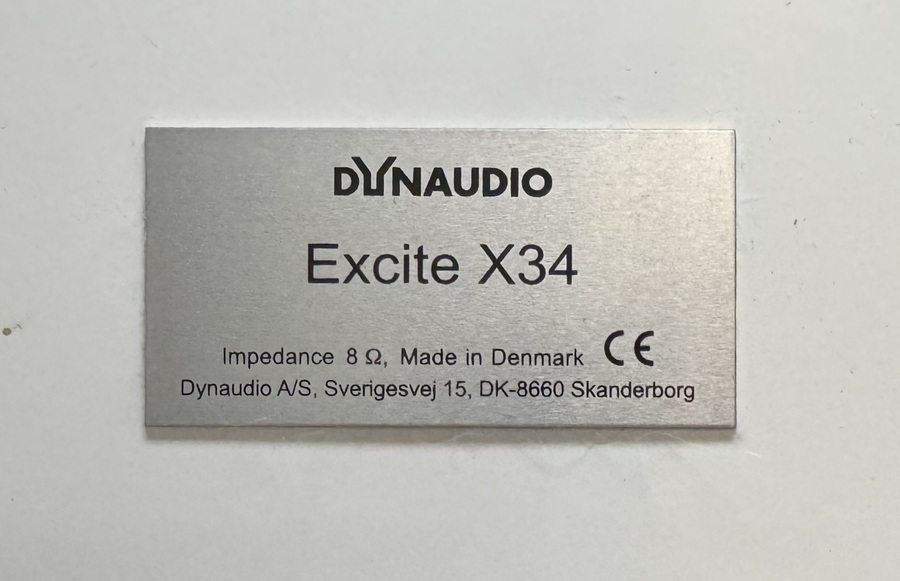 DYNAUDIO
Excite X34
Impedance 8 Ω, Made in Denmark CE
Dynaudio A/S, Sverigesvej 15, DK-8660 Skanderborg